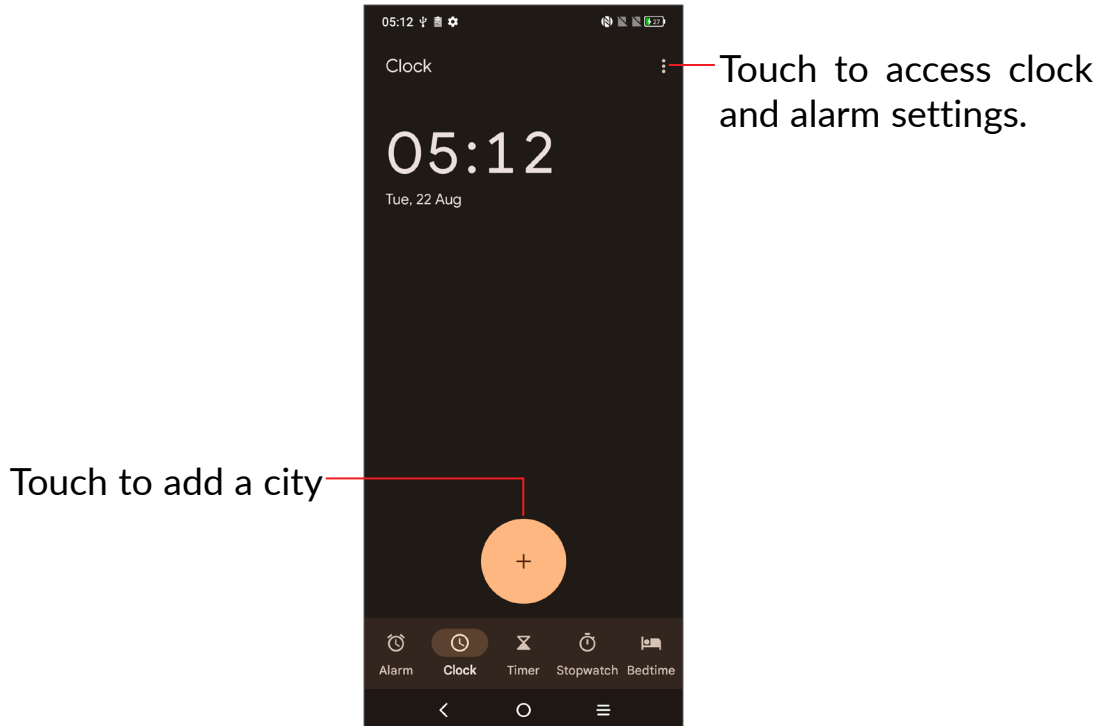 05:12
27
Clock
Touch to access clock
and alarm settings.
05:12
Tue, 22 Aug
Touch to add a city
+
Alarm Clock Timer Stopwatch Bedtime